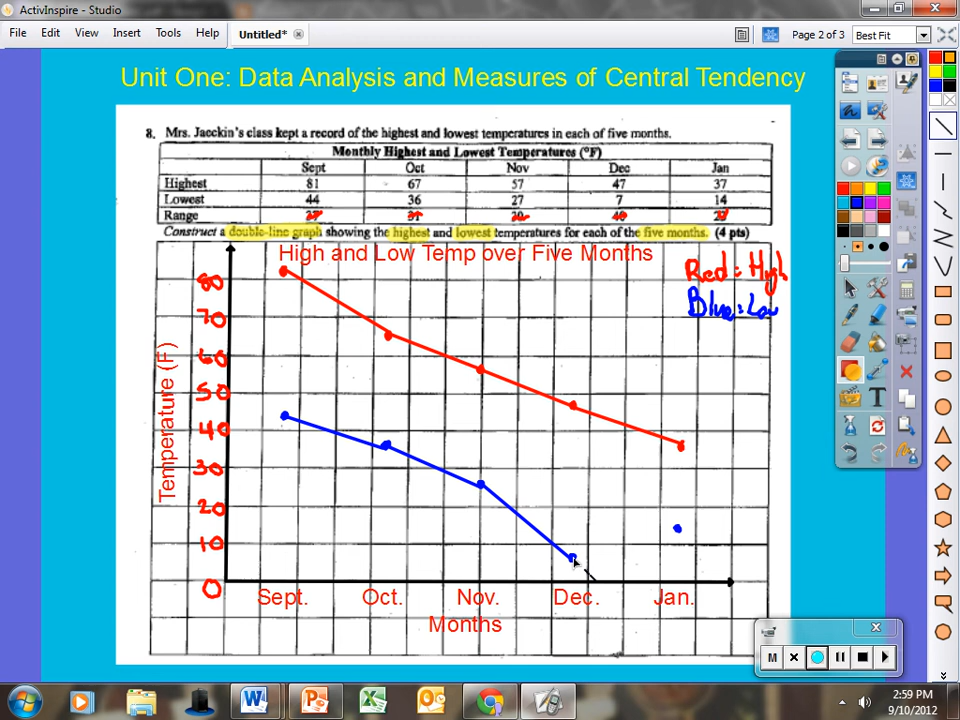 ActivInspire - Studio
File Edit View Insert Tools Help Untitled* Page 2 of 3 Best Fit
Unit One: Data Analysis and Measures of Central Tendency
8. Mrs. Jacckin's class kept a record of the highest and lowest temperatures in each of five months.
Monthly Highest and Lowest Temperatures (°F)
Sept Oct Nov Dec Jan
Highest 81 67 57 47 37
Lowest 44 36 27 7 14
Range 37 31 30 40 23
Construct a double-line graph showing the highest and lowest temperatures for each of the five months. (4 pts)
High and Low Temp over Five Months
Red = High
Blue = Low
80
70
60
50
40
30
20
10
0
Temperature (F)
Sept. Oct. Nov. Dec. Jan.
Months
M
2:59 PM
9/10/2012